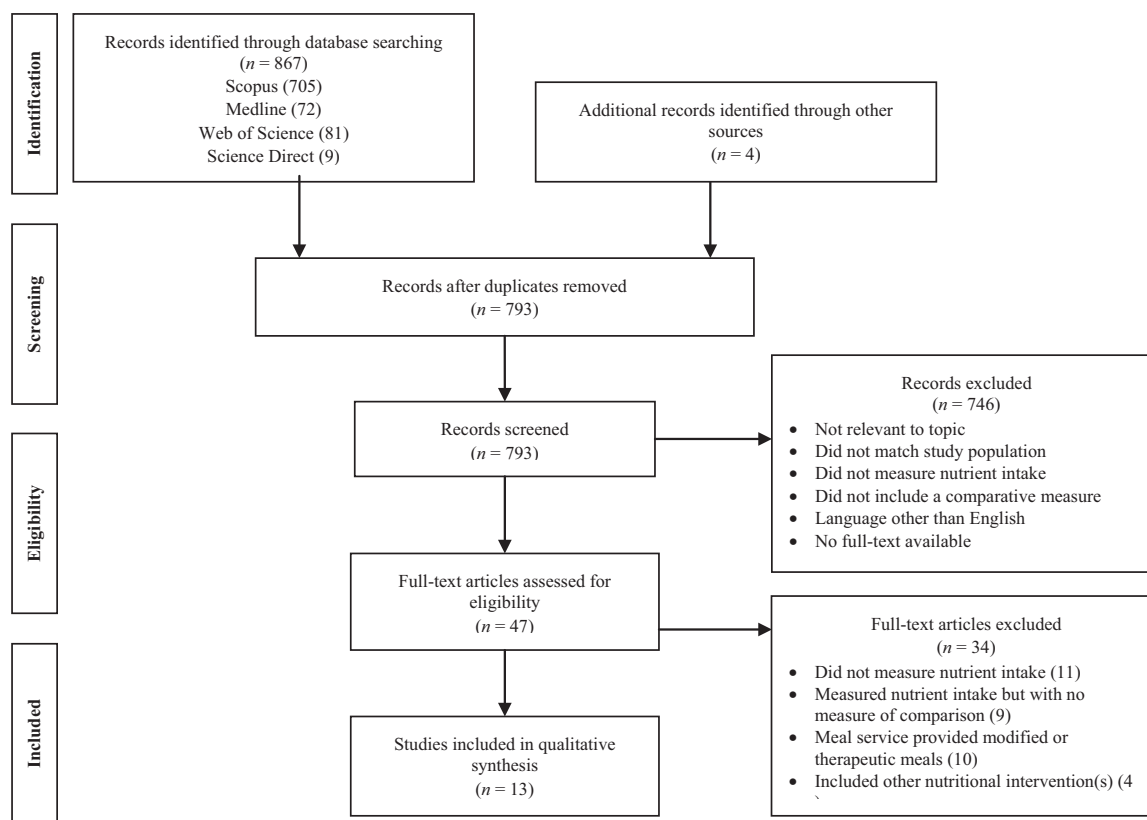 Identification
Records identified through database searching
(n = 867)
Scopus (705)
Medline (72)
Web of Science (81)
Science Direct (9)
Additional records identified through other
sources
(n = 4)
Screening
Records after duplicates removed
(n = 793)
Records screened
(n = 793)
Records excluded
(n = 746)
• Not relevant to topic
• Did not match study population
• Did not measure nutrient intake
• Did not include a comparative measure
• Language other than English
• No full-text available
Eligibility
Full-text articles assessed for
eligibility
(n = 47)
Full-text articles excluded
(n = 34)
• Did not measure nutrient intake (11)
• Measured nutrient intake but with no
measure of comparison (9)
• Meal service provided modified or
therapeutic meals (10)
• Included other nutritional intervention(s) (4
)
Included
Studies included in qualitative
synthesis
(n = 13)